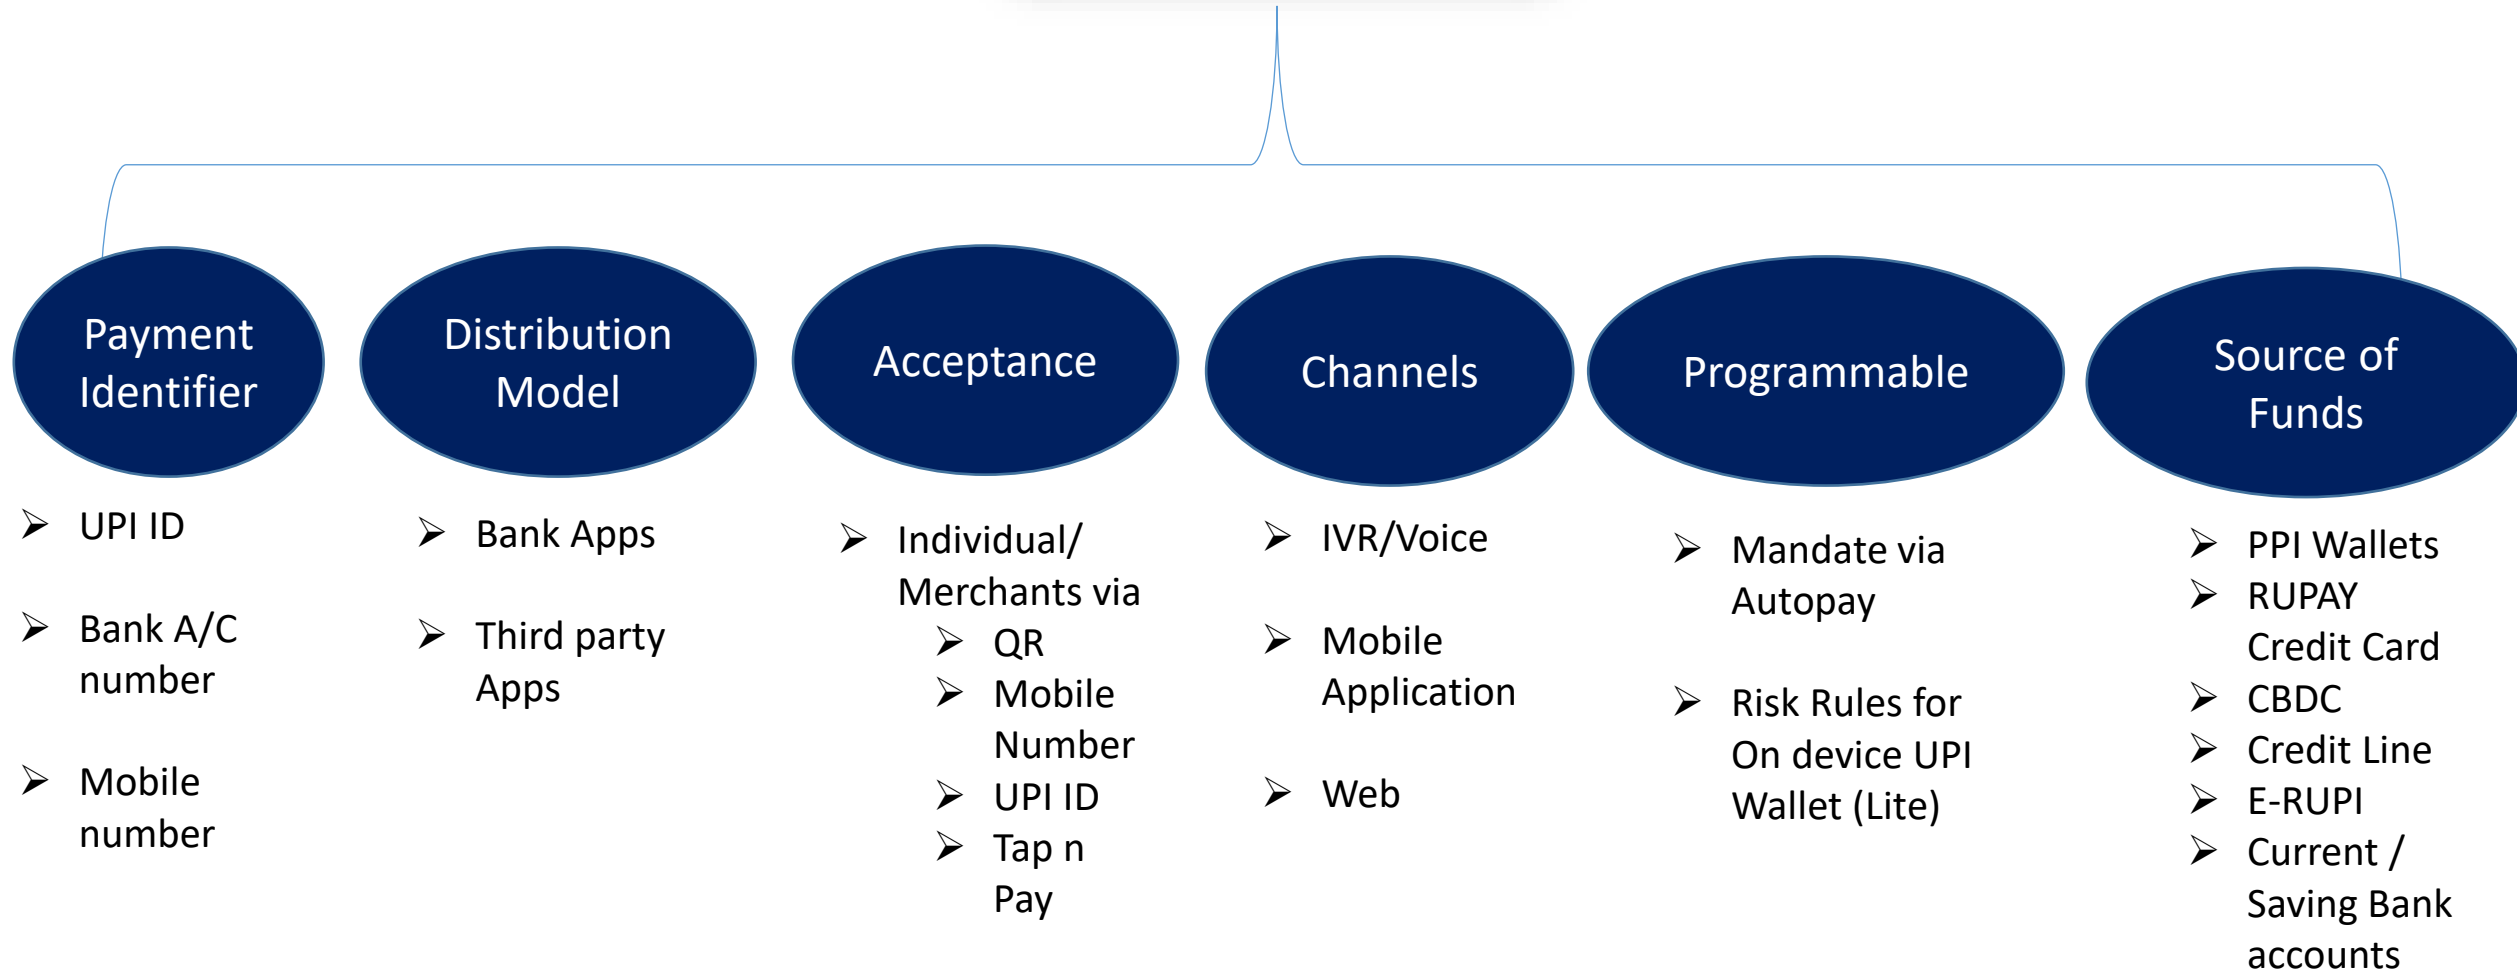 Payment
Identifier
UPI ID
Bank A/C
number
Mobile
number
Distribution
Model
Bank Apps
Third party
Apps
Acceptance
Individual/
Merchants via
QR
Mobile
Number
UPI ID
Tap n
Pay
Channels
IVR/Voice
Mobile
Application
Web
Programmable
Mandate via
Autopay
Risk Rules for
On device UPI
Wallet (Lite)
Source of
Funds
PPI Wallets
RUPAY
Credit Card
CBDC
Credit Line
E-RUPI
Current /
Saving Bank
accounts